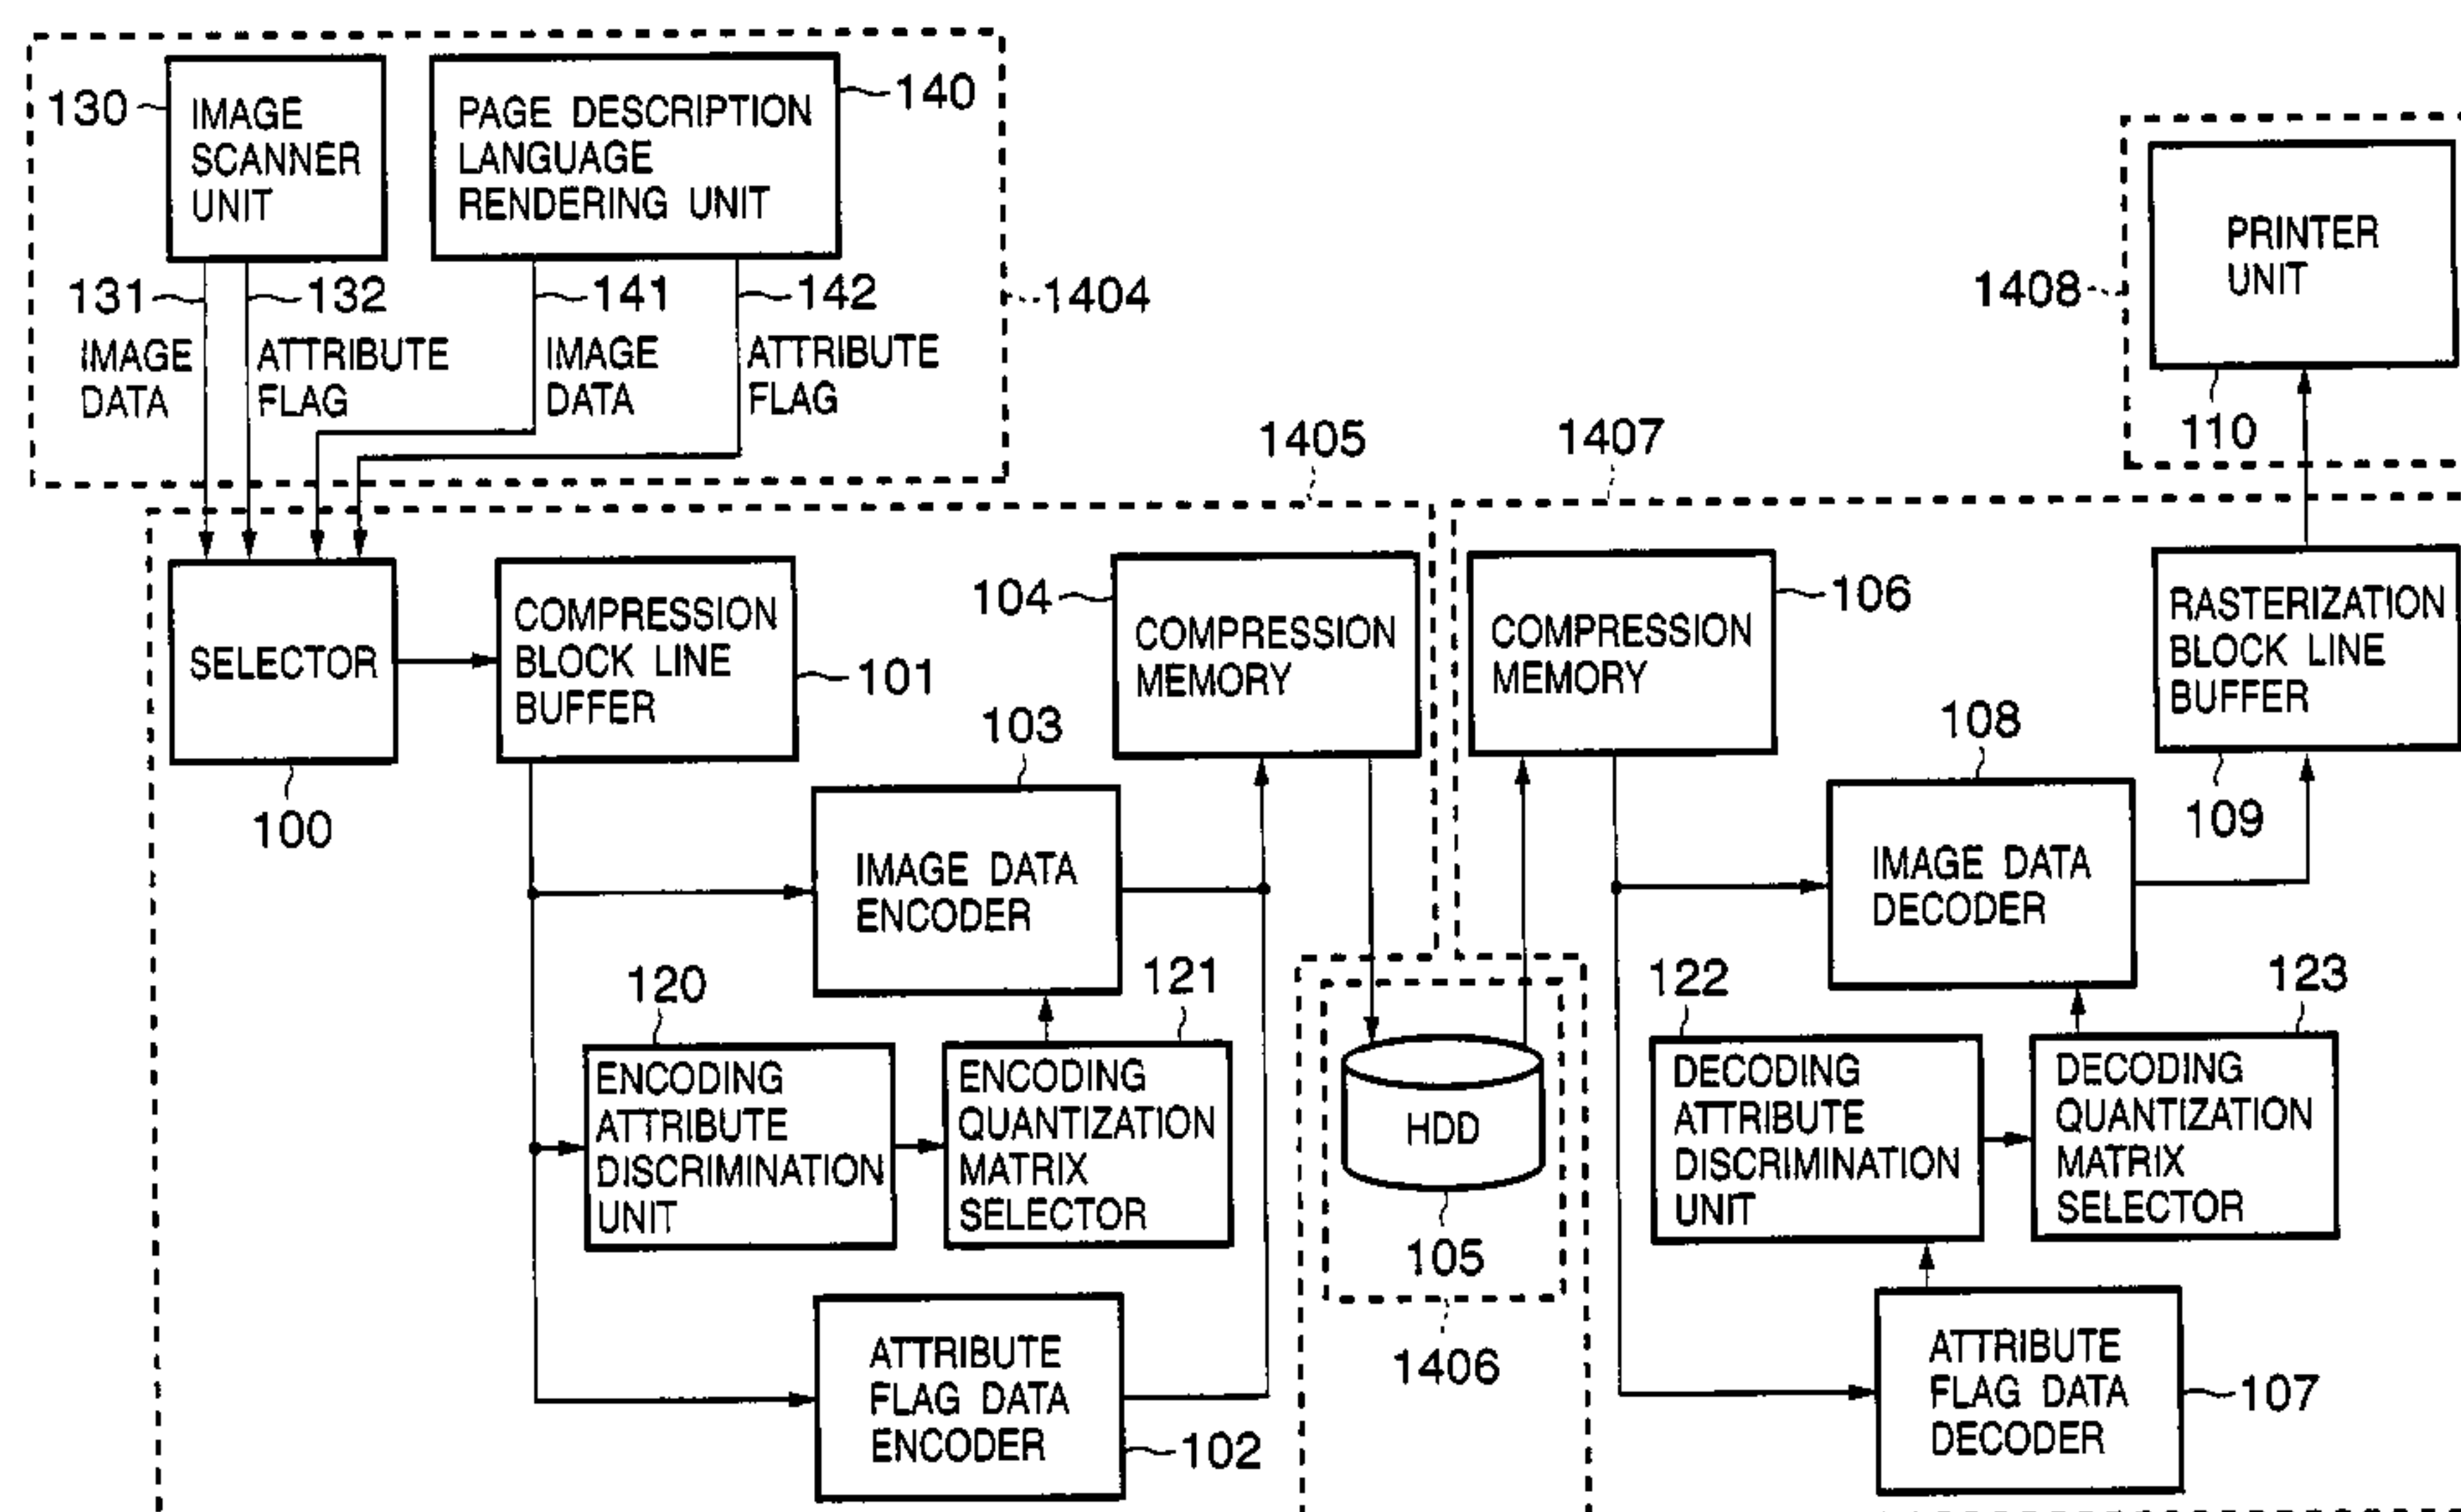 130
IMAGE
SCANNER
UNIT
PAGE DESCRIPTION
LANGUAGE
RENDERING UNIT
140
131
132
141
142
IMAGE
DATA
ATTRIBUTE
FLAG
IMAGE
DATA
ATTRIBUTE
FLAG
1404
1408
PRINTER
UNIT
110
1405
1407
SELECTOR
100
COMPRESSION
BLOCK LINE
BUFFER
101
104
COMPRESSION
MEMORY
COMPRESSION
MEMORY
106
RASTERIZATION
BLOCK LINE
BUFFER
109
103
IMAGE DATA
ENCODER
108
IMAGE DATA
DECODER
120
ENCODING
ATTRIBUTE
DISCRIMINATION
UNIT
121
ENCODING
QUANTIZATION
MATRIX
SELECTOR
HDD
105
1406
122
DECODING
ATTRIBUTE
DISCRIMINATION
UNIT
123
DECODING
QUANTIZATION
MATRIX
SELECTOR
ATTRIBUTE
FLAG DATA
ENCODER
102
ATTRIBUTE
FLAG DATA
DECODER
107